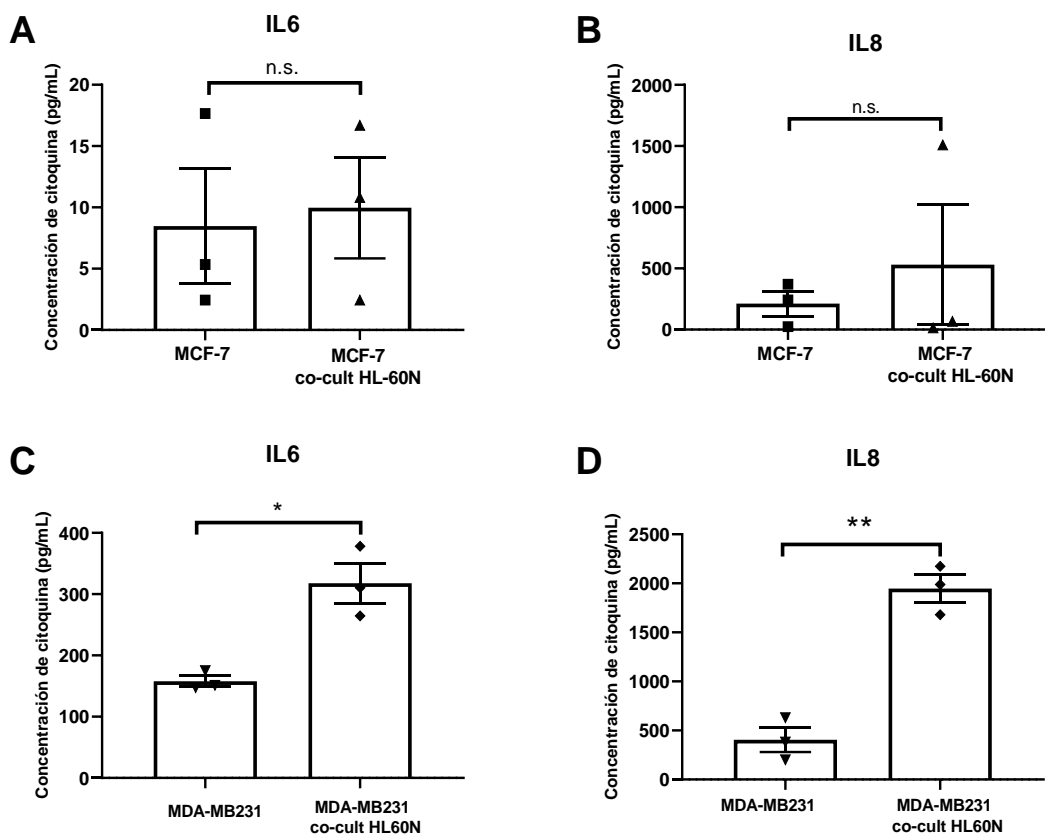 A
IL6
Concentración de citoquina (pg/mL)
n.s.
20
15
10
5
0
MCF-7
MCF-7
co-cult HL-60N
B
IL8
Concentración de citoquina (pg/mL)
n.s.
2000
1500
1000
500
0
MCF-7
MCF-7
co-cult HL-60N
C
IL6
Concentración de citoquina (pg/mL)
*
400
300
200
100
0
MDA-MB231
MDA-MB231
co-cult HL60N
D
IL8
Concentración de citoquina (pg/mL)
**
2500
2000
1500
1000
500
0
MDA-MB231
MDA-MB231
co-cult HL60N